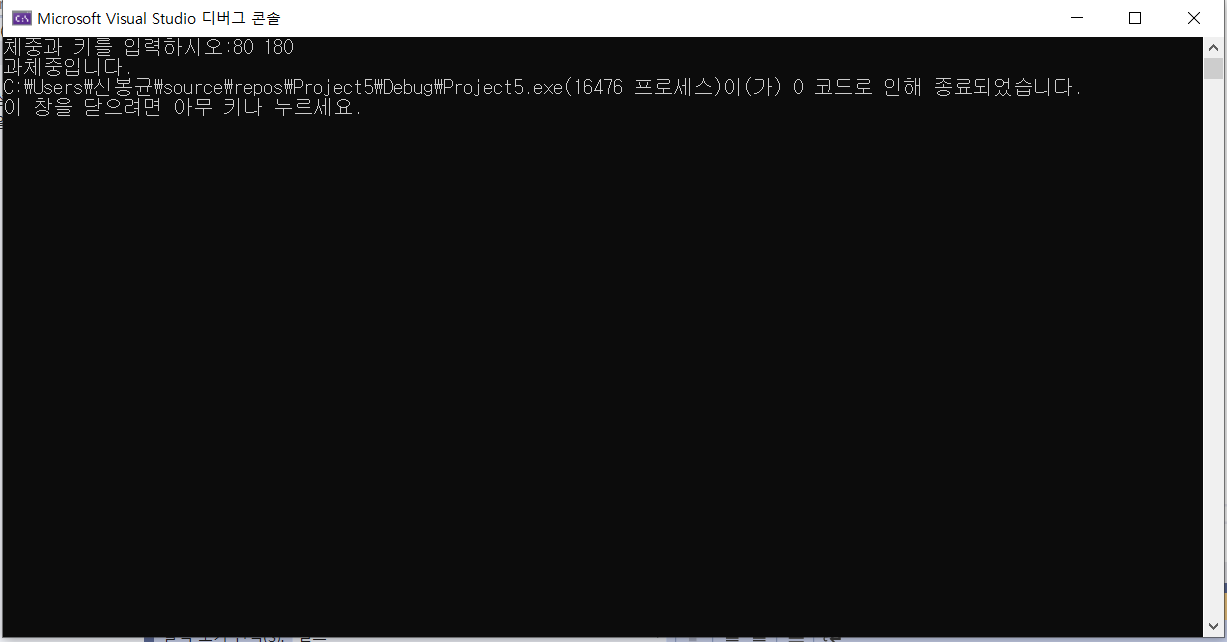 Microsoft Visual Studio 디버그 콘솔
체중과 키를 입력하시오:80 180
과체중입니다.
C:\Users\신봉균\source\repos\Project5\Debug\Project5.exe(16476 프로세스)이(가) 0 코드로 인해 종료되었습니다.
이 창을 닫으려면 아무 키나 누르세요.